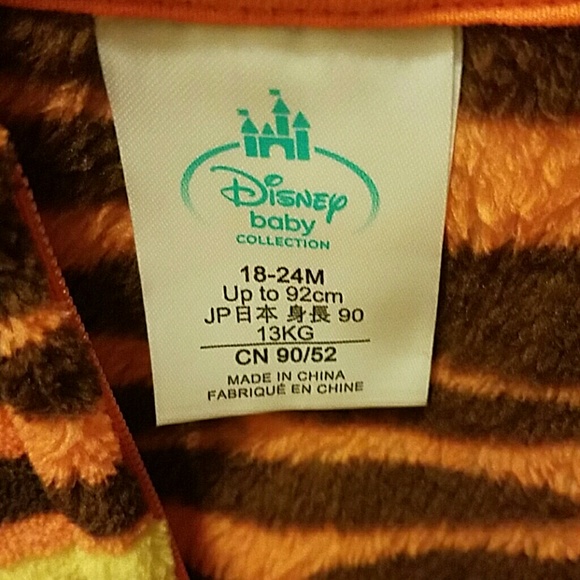 Disney
baby
COLLECTION
18-24M
Up to 92cm
JP日本 身長 90
13KG
CN 90/52
MADE IN CHINA
FABRIQUÉ EN CHINE